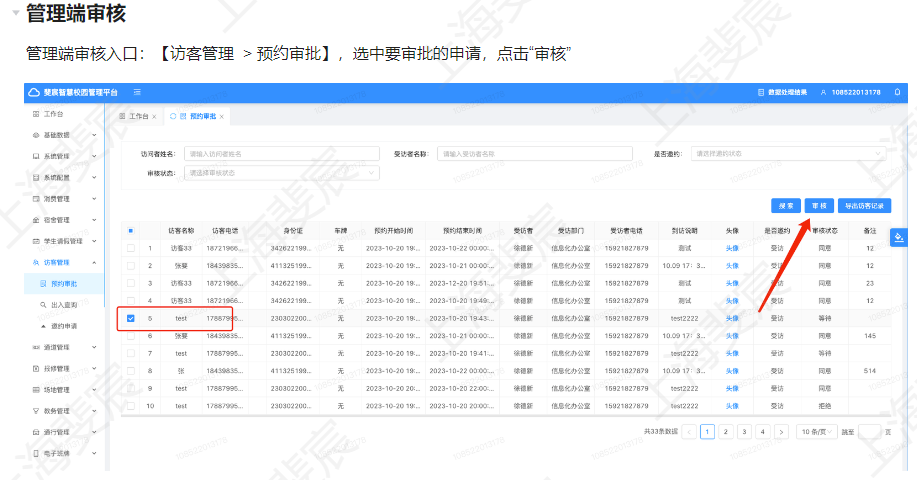 管理端审核
管理端审核入口：【访客管理 > 预约审批】，选中要审批的申请，点击“审核”
斐宸智慧校园管理平台 数据处理结果 108522013178
工作台 工作台 预约审批
基础数据
系统管理 访问者姓名： 请输入访问者姓名 受访者名称： 请输入受访者名称 是否邀约： 请选择邀约状态
系统配置 审核状态： 请选择审核状态
消费管理
宿舍管理 搜索 审核 导出访客记录
学生请假管理 访客名称 访客电话 身份证 车牌 预约开始时间 预约结束时间 受访者 受访部门 受访者电话 到访说明 头像 是否邀约 审核状态 备注
访客管理 1 访客33 18721966... 342622199... 无 2023-10-20 19:... 2023-10-22 00:00:... 徐德新 信息化办公室 15921827879 测试 头像 受访 同意 12
2 张斐 18439835... 411325199... 无 2023-10-20 19:... 2023-10-21 00:00:... 徐德新 信息化办公室 15921827879 10.09 17：3... 头像 受访 同意 12
预约审批 3 访客33 18721966... 342622199... 无 2023-10-20 19:... 2023-12-20 19:51:... 徐德新 信息化办公室 15921827879 测试 头像 受访 同意 23
出入查询 4 访客33 18721966... 342622199... 无 2023-10-20 19:... 2023-10-20 19:49:... 徐德新 信息化办公室 15921827879 测试 头像 受访 同意 12
邀约申请 5 test 17887995... 230302200... 无 2023-10-20 19:... 2023-10-20 19:43:... 徐德新 信息化办公室 15921827879 test2222 头像 受访 等待
6 张斐 18439835... 411325199... 无 2023-10-20 19:... 2023-10-21 00:00:... 徐德新 信息化办公室 15921827879 10.09 17：3... 头像 受访 同意 145
通道管理 7 test 17887995... 230302200... 无 2023-10-20 19:... 2023-10-20 19:41:... 徐德新 信息化办公室 15921827879 test2222 头像 受访 等待
报修管理 8 张 18439835... 411325199... 无 2023-10-20 16:... 2023-10-21 00:00:... 徐德新 信息化办公室 15921827879 10.09 17：3... 头像 受访 同意 514
场地管理 9 test 17887995... 230302200... 无 2023-10-20 16:... 2023-10-20 22:00:... 徐德新 信息化办公室 15921827879 test2222 头像 受访 同意
教务管理 10 test 17887995... 230302200... 无 2023-10-20 16:... 2023-10-20 20:00:... 徐德新 信息化办公室 15921827879 test2222 头像 受访 拒绝
通行管理 共33条数据 1 2 3 4 10 条/页 跳至 页
电子班牌
上海斐宸